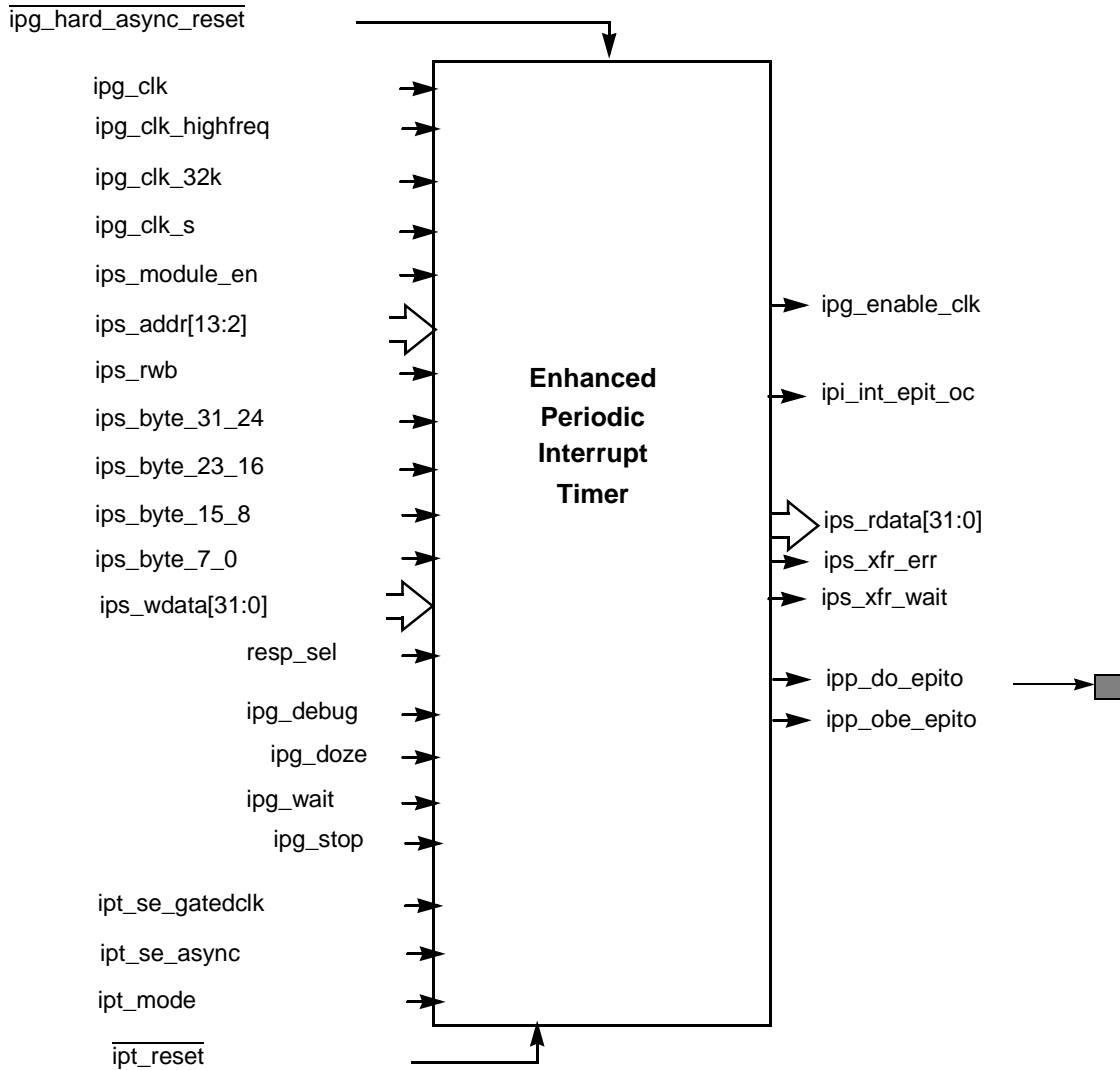 ipg_hard_async_reset
ipg_clk
ipg_clk_highfreq
ipg_clk_32k
ipg_clk_s
ips_module_en
ips_addr[13:2]
ips_rwb
ips_byte_31_24
ips_byte_23_16
ips_byte_15_8
ips_byte_7_0
ips_wdata[31:0]
resp_sel
ipg_debug
ipg_doze
ipg_wait
ipg_stop
ipt_se_gatedclk
ipt_se_async
ipt_mode
ipt_reset
Enhanced
Periodic
Interrupt
Timer
ipg_enable_clk
ipi_int_epit_oc
ips_rdata[31:0]
ips_xfr_err
ips_xfr_wait
ipp_do_epito
ipp_obe_epito